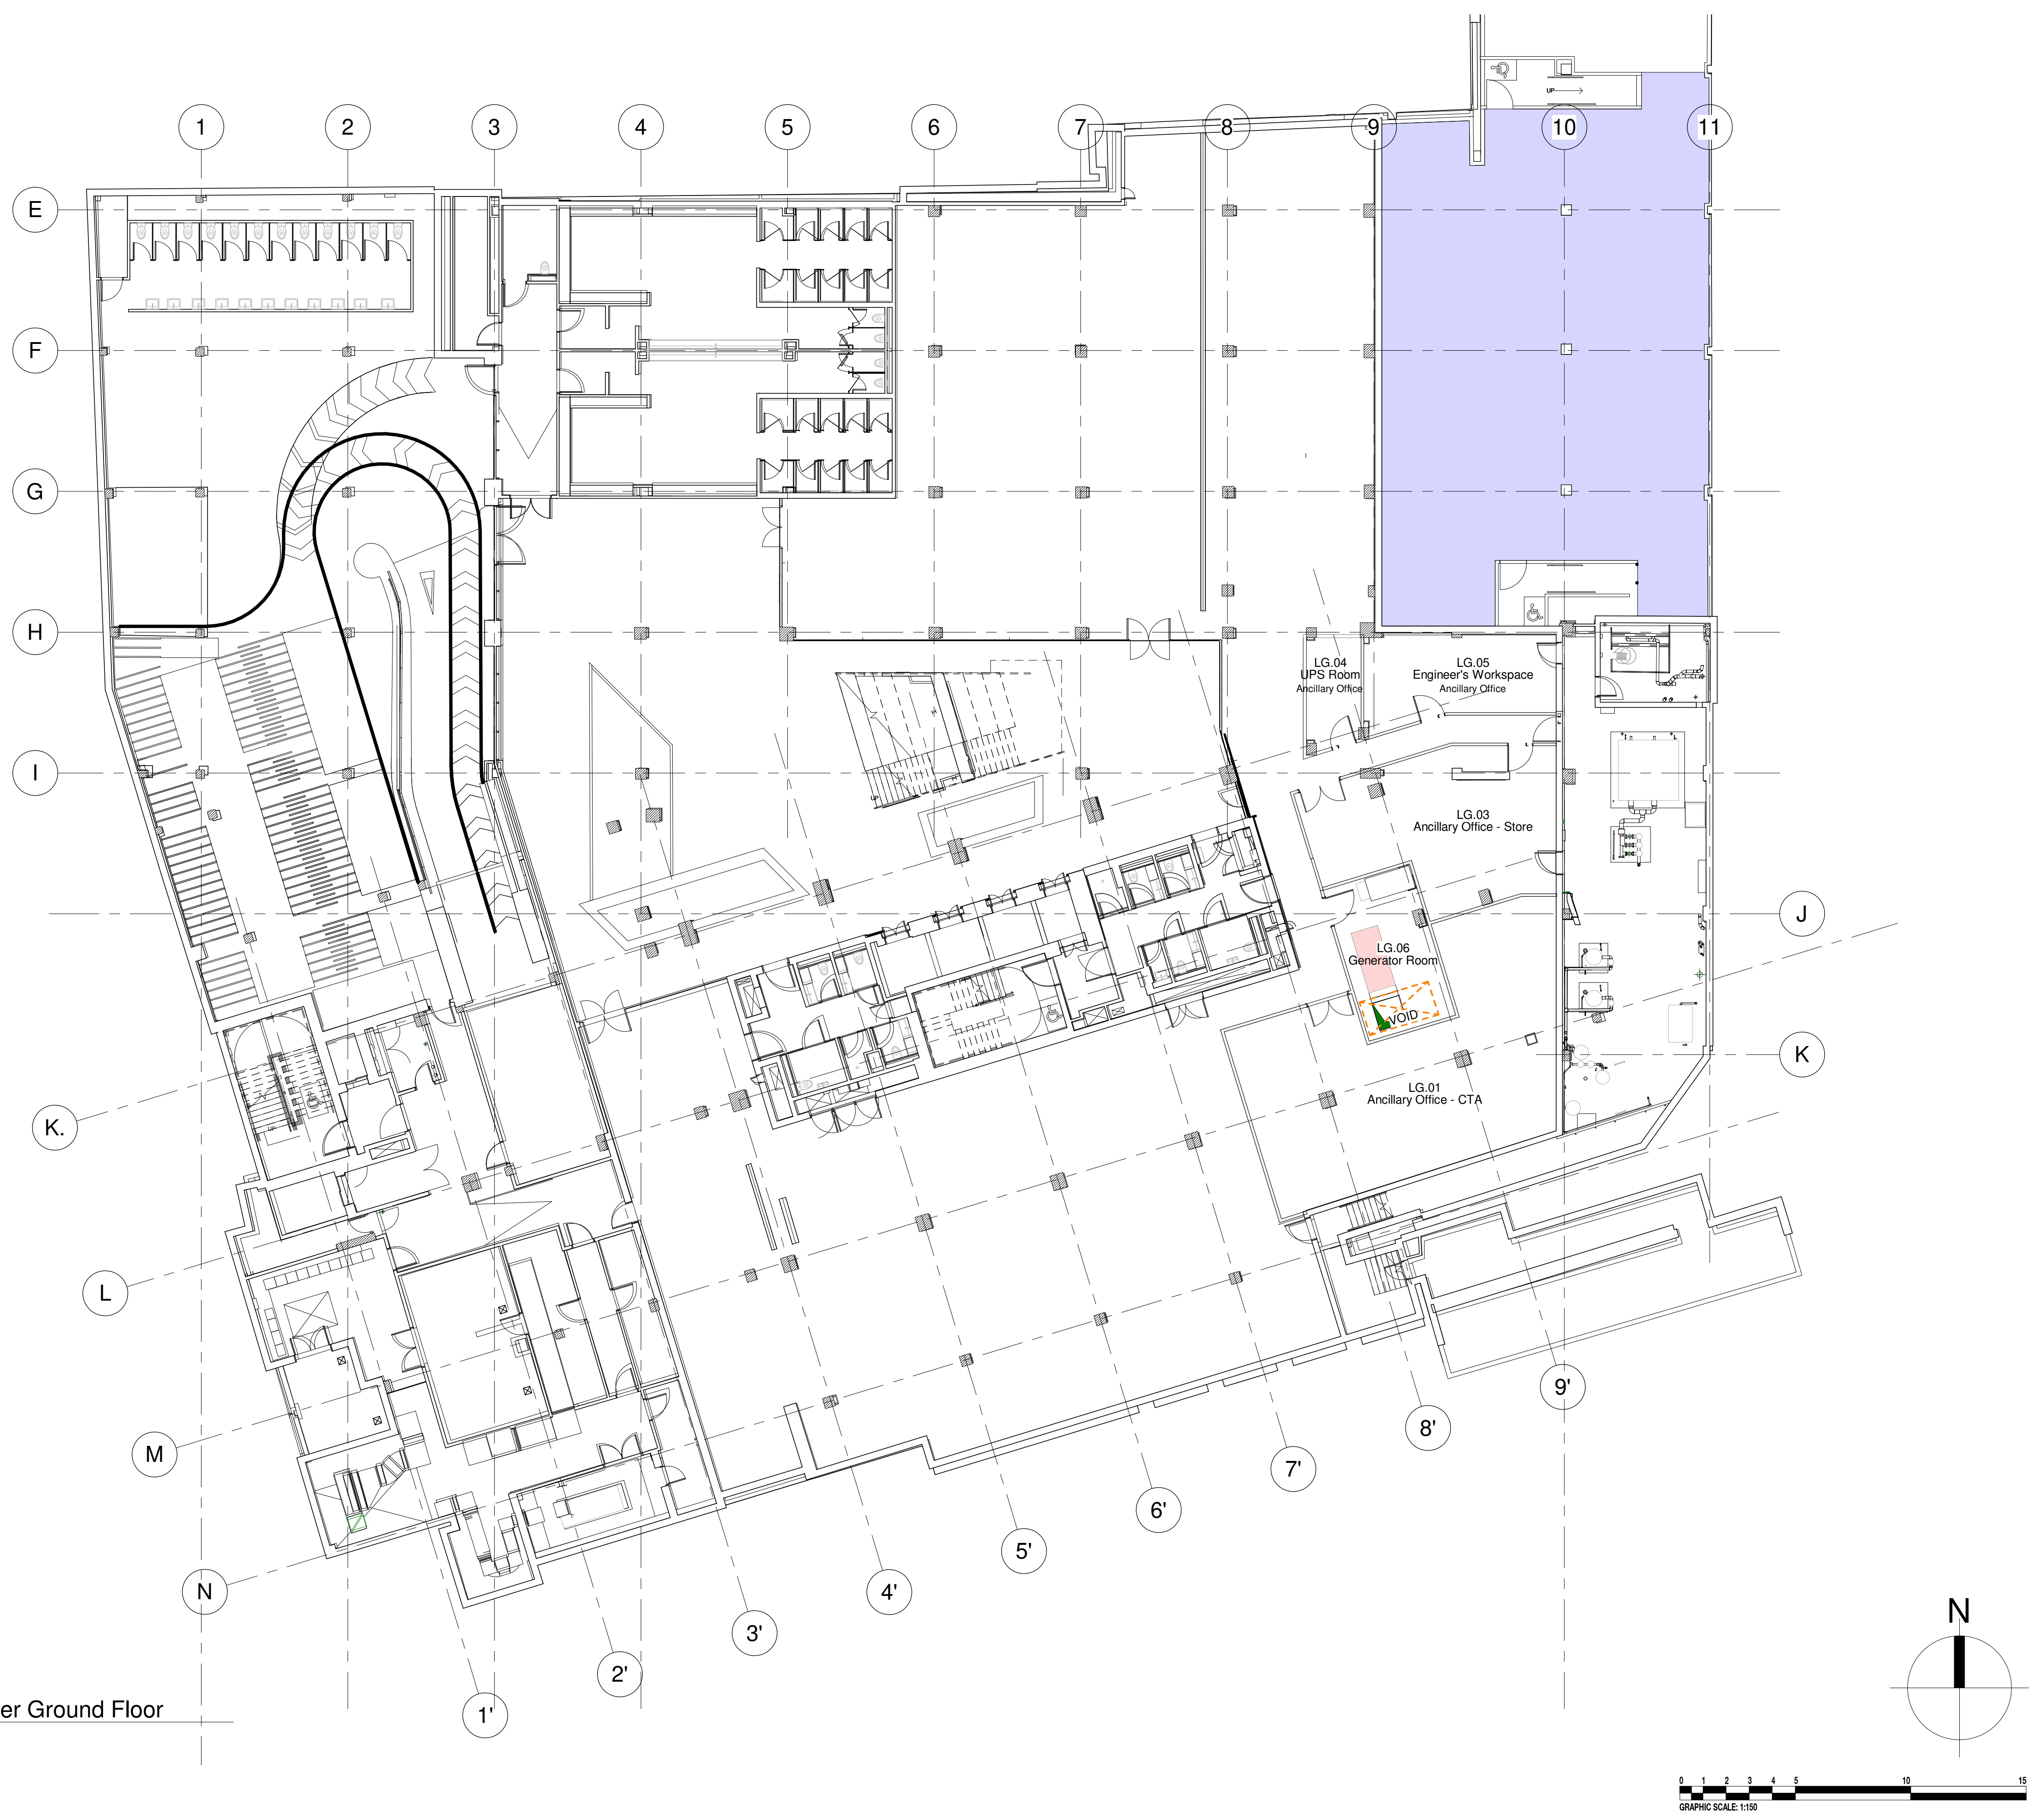 UP
1
2
3
4
5
6
7
8
9
10
11
E
F
G
H
LG.04
UPS Room
Ancillary Office
LG.05
Engineer's Workspace
Ancillary Office
I
UP
LG.03
Ancillary Office - Store
J
LG.06
Generator Room
VOID
K
LG.01
Ancillary Office - CTA
K.
UP
L
M
N
9'
8'
7'
6'
5'
4'
3'
2'
1'
er Ground Floor
N
0 1 2 3 4 5 10 15
GRAPHIC SCALE: 1:150